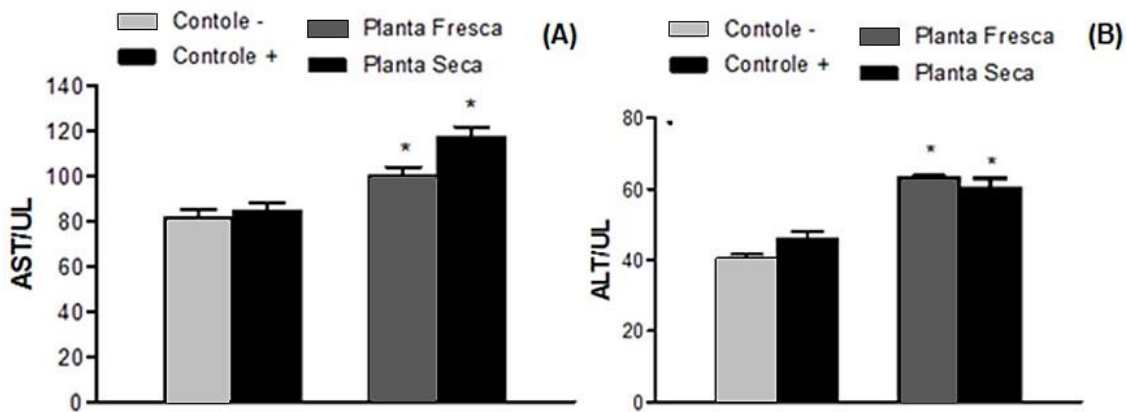 Contole -
Controle +
Planta Fresca
Planta Seca
(A)
AST/UL
140
120
100
80
60
40
20
0
*
*
Contole -
Controle +
Planta Fresca
Planta Seca
(B)
ALT/UL
80
60
40
20
0
*
*